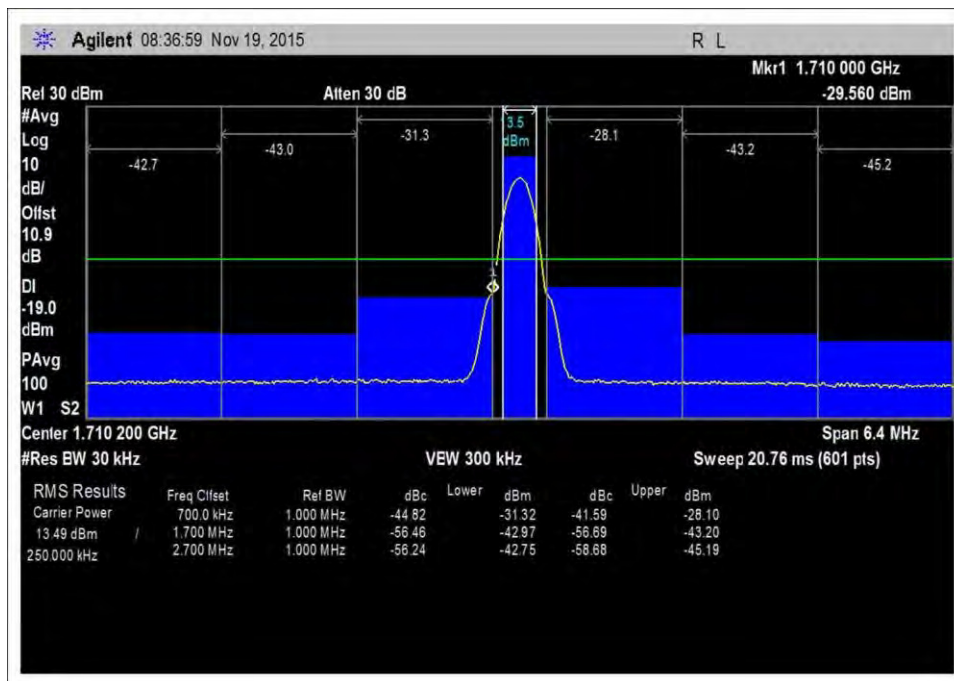 Agilent 08:36:59 Nov 19, 2015 R L
Mkr1 1.710 000 GHz
Ref 30 dBm Atten 30 dB -29.560 dBm
#Avg
Log
10
dB/
Offst
10.9
dB
DI
-19.0
dBm
PAvg
100
W1 S2
-42.7 -43.0 -31.3 3.5 dBm -28.1 -43.2 -45.2
1
Center 1.710 200 GHz Span 6.4 MHz
#Res BW 30 kHz VBW 300 kHz Sweep 20.76 ms (601 pts)
RMS Results Freq Offset Ref BW dBc Lower dBm dBc Upper dBm
Carrier Power 700.0 kHz 1.000 MHz -44.82 -31.32 -41.59 -28.10
13.49 dBm / 1.700 MHz 1.000 MHz -56.46 -42.97 -56.69 -43.20
250.000 kHz 2.700 MHz 1.000 MHz -56.24 -42.75 -58.68 -45.19